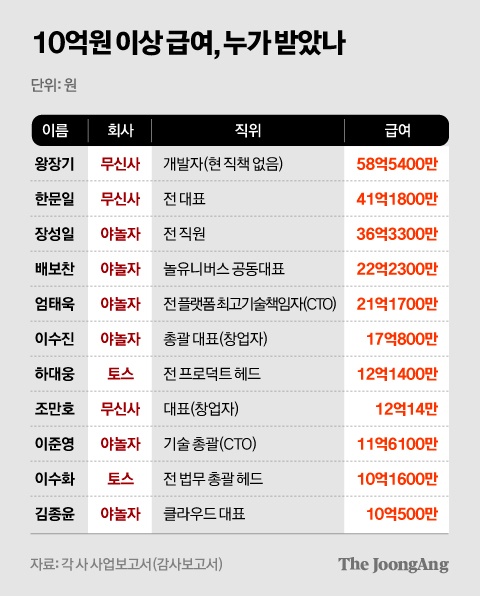 10억원 이상 급여, 누가 받았나
단위: 원
이름 회사 직위 급여
왕장기 무신사 개발자(현 직책 없음) 58억5400만
한문일 무신사 전 대표 41억1800만
장성일 야놀자 전 직원 36억3300만
배보찬 야놀자 놀유니버스 공동대표 22억2300만
엄태욱 야놀자 전 플랫폼 최고기술책임자(CTO) 21억1700만
이수진 야놀자 총괄 대표(창업자) 17억800만
하대웅 토스 전 프로덕트 헤드 12억1400만
조만호 무신사 대표(창업자) 12억14만
이준영 야놀자 기술 총괄(CTO) 11억6100만
이수화 토스 전 법무 총괄 헤드 10억1600만
김종윤 야놀자 클라우드 대표 10억500만
자료: 각 사 사업보고서(감사보고서) The JoongAng